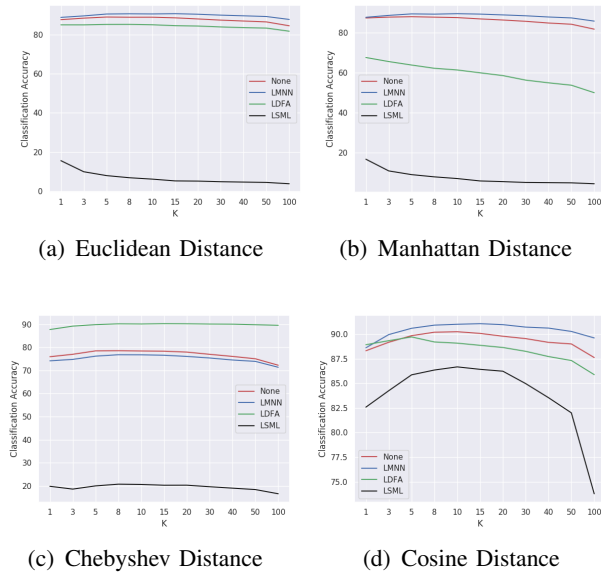 Classification Accuracy
80
60
40
20
0
None
LMNN
LDFA
LSML
1 3 5 8 10 15 20 30 40 50 100
K
(a) Euclidean Distance
Classification Accuracy
80
60
40
20
None
LMNN
LDFA
LSML
1 3 5 8 10 15 20 30 40 50 100
K
(b) Manhattan Distance
Classification Accuracy
90
80
70
60
50
40
30
20
None
LMNN
LDFA
LSML
1 3 5 8 10 15 20 30 40 50 100
K
(c) Chebyshev Distance
Classification Accuracy
90.0
87.5
85.0
82.5
80.0
77.5
75.0
None
LMNN
LDFA
LSML
1 3 5 8 10 15 20 30 40 50 100
K
(d) Cosine Distance